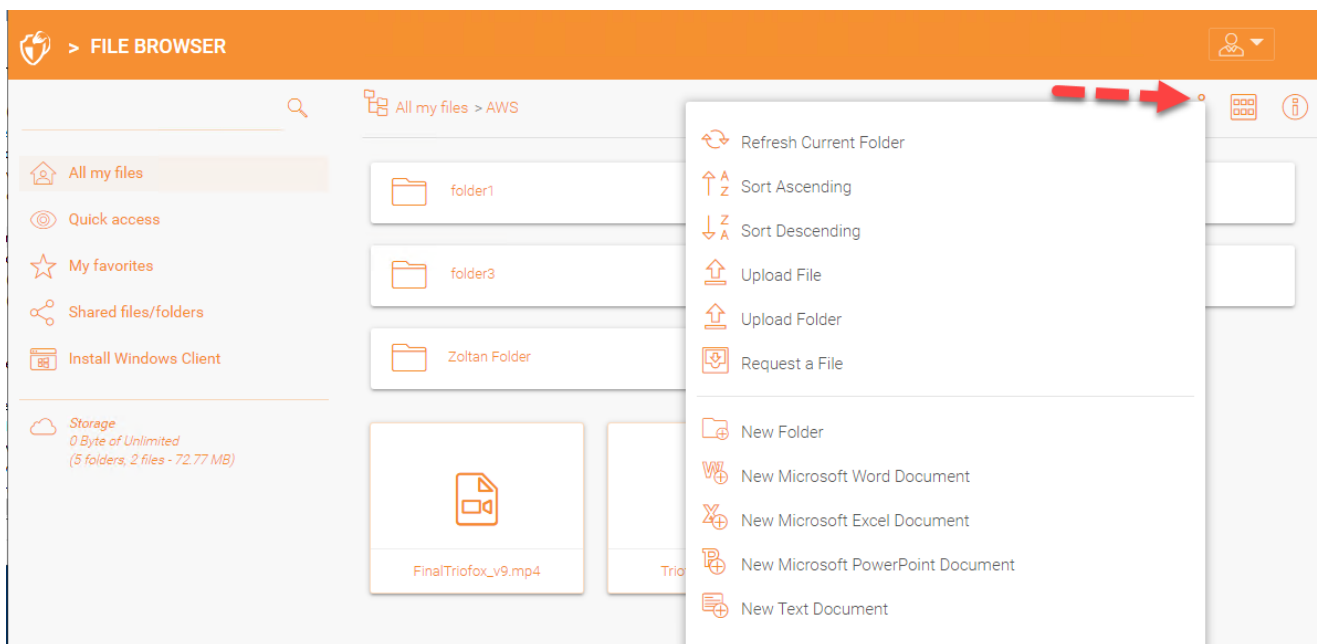 > FILE BROWSER
All my files > AWS
All my files
Quick access
My favorites
Shared files/folders
Install Windows Client
Storage
0 Byte of Unlimited
(5 folders, 2 files - 72.77 MB)
folder1
folder3
Zoltan Folder
FinalTriofox_v9.mp4
Refresh Current Folder
A
Z
Sort Ascending
Z
A
Sort Descending
Upload File
Upload Folder
Request a File
New Folder
New Microsoft Word Document
New Microsoft Excel Document
New Microsoft PowerPoint Document
New Text Document